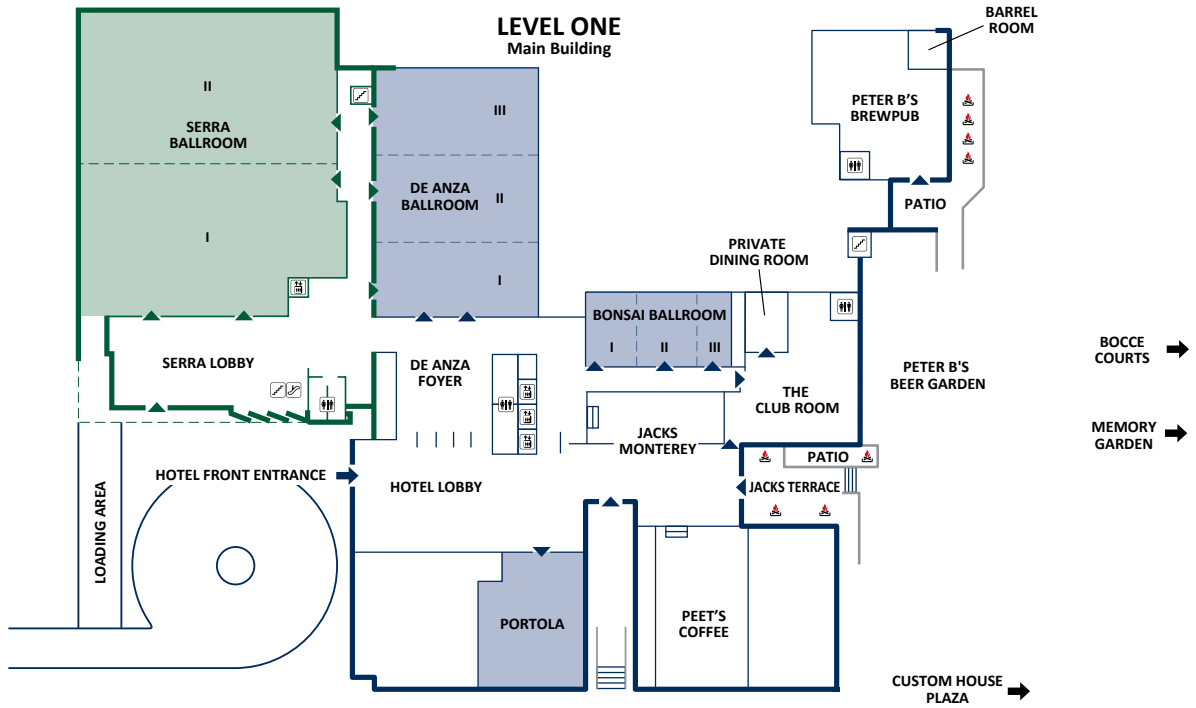 LEVEL ONE
Main Building
BARREL
ROOM
II
SERRA
BALLROOM
I
III
DE ANZA
BALLROOM
II
I
PETER B'S
BREWPUB
PATIO
PRIVATE
DINING ROOM
BONSAI BALLROOM
I
II
III
SERRA LOBBY
DE ANZA
FOYER
THE
CLUB ROOM
PETER B'S
BEER GARDEN
BOCCE
COURTS
MEMORY
GARDEN
JACKS
MONTEREY
PATIO
JACKS TERRACE
HOTEL FRONT ENTRANCE
HOTEL LOBBY
LOADING AREA
PORTOLA
PEET'S
COFFEE
CUSTOM HOUSE
PLAZA